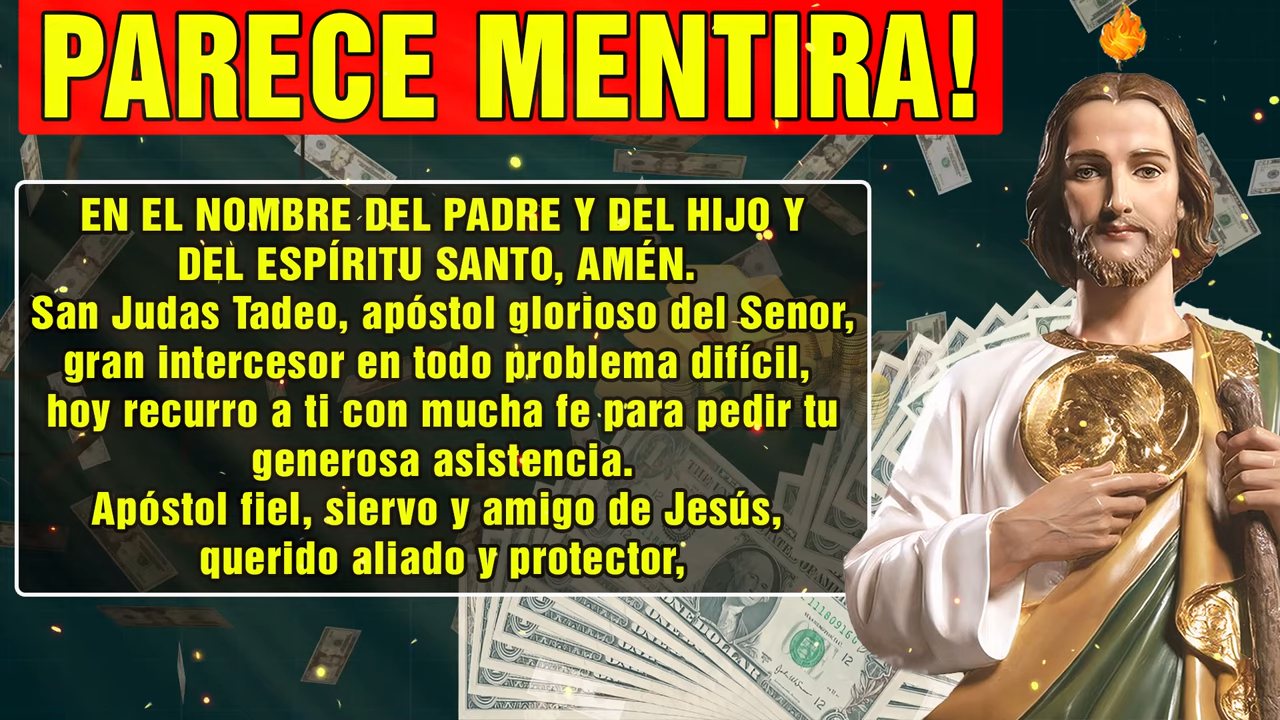 PARECE MENTIRA!
EN EL NOMBRE DEL PADRE Y DEL HIJO Y
DEL ESPÍRITU SANTO, AMÉN.
San Judas Tadeo, apóstol glorioso del Senor,
gran intercesor en todo problema difícil,
hoy recurro a ti con mucha fe para pedir tu
generosa asistencia.
Apóstol fiel, siervo y amigo de Jesús,
querido aliado y protector,